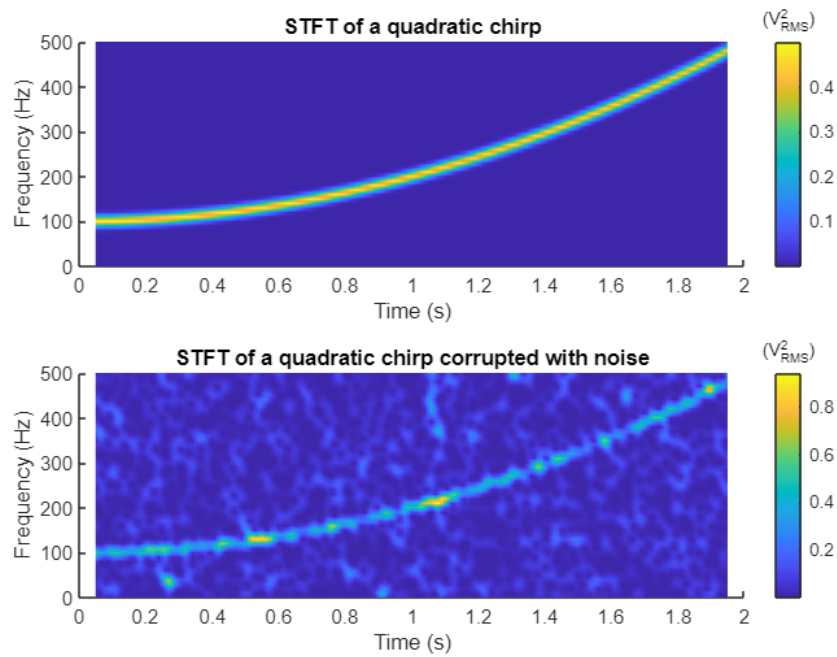 STFT of a quadratic chirp
(V²RMS)
Frequency (Hz)
500
400
300
200
100
0
0 0.2 0.4 0.6 0.8 1 1.2 1.4 1.6 1.8 2
Time (s)
0.4
0.3
0.2
0.1
STFT of a quadratic chirp corrupted with noise
(V²RMS)
Frequency (Hz)
500
400
300
200
100
0
0 0.2 0.4 0.6 0.8 1 1.2 1.4 1.6 1.8 2
Time (s)
0.8
0.6
0.4
0.2